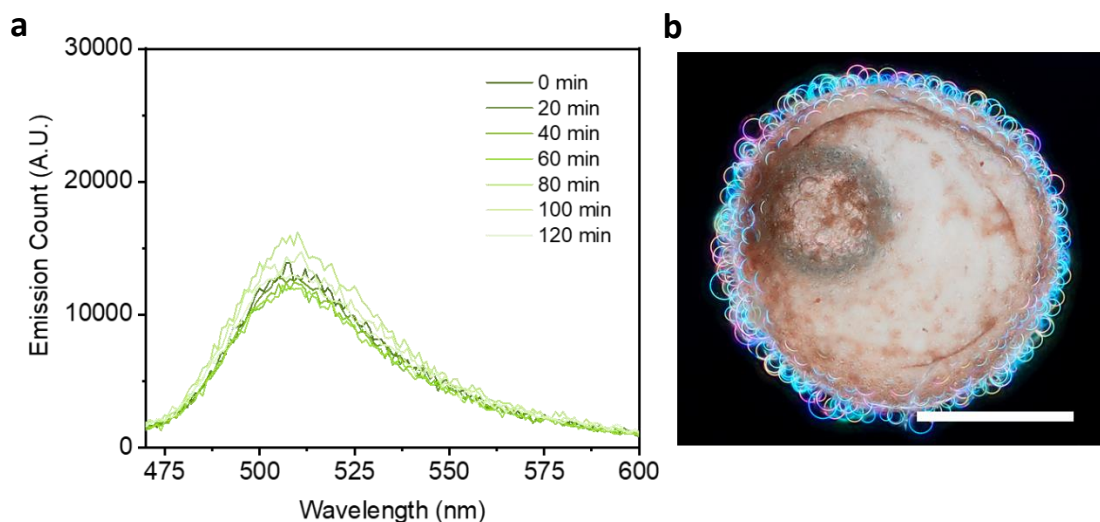 a
b
30000
20000
10000
0
Emission Count (A.U.)
0 min
20 min
40 min
60 min
80 min
100 min
120 min
475
500
525
550
575
600
Wavelength (nm)